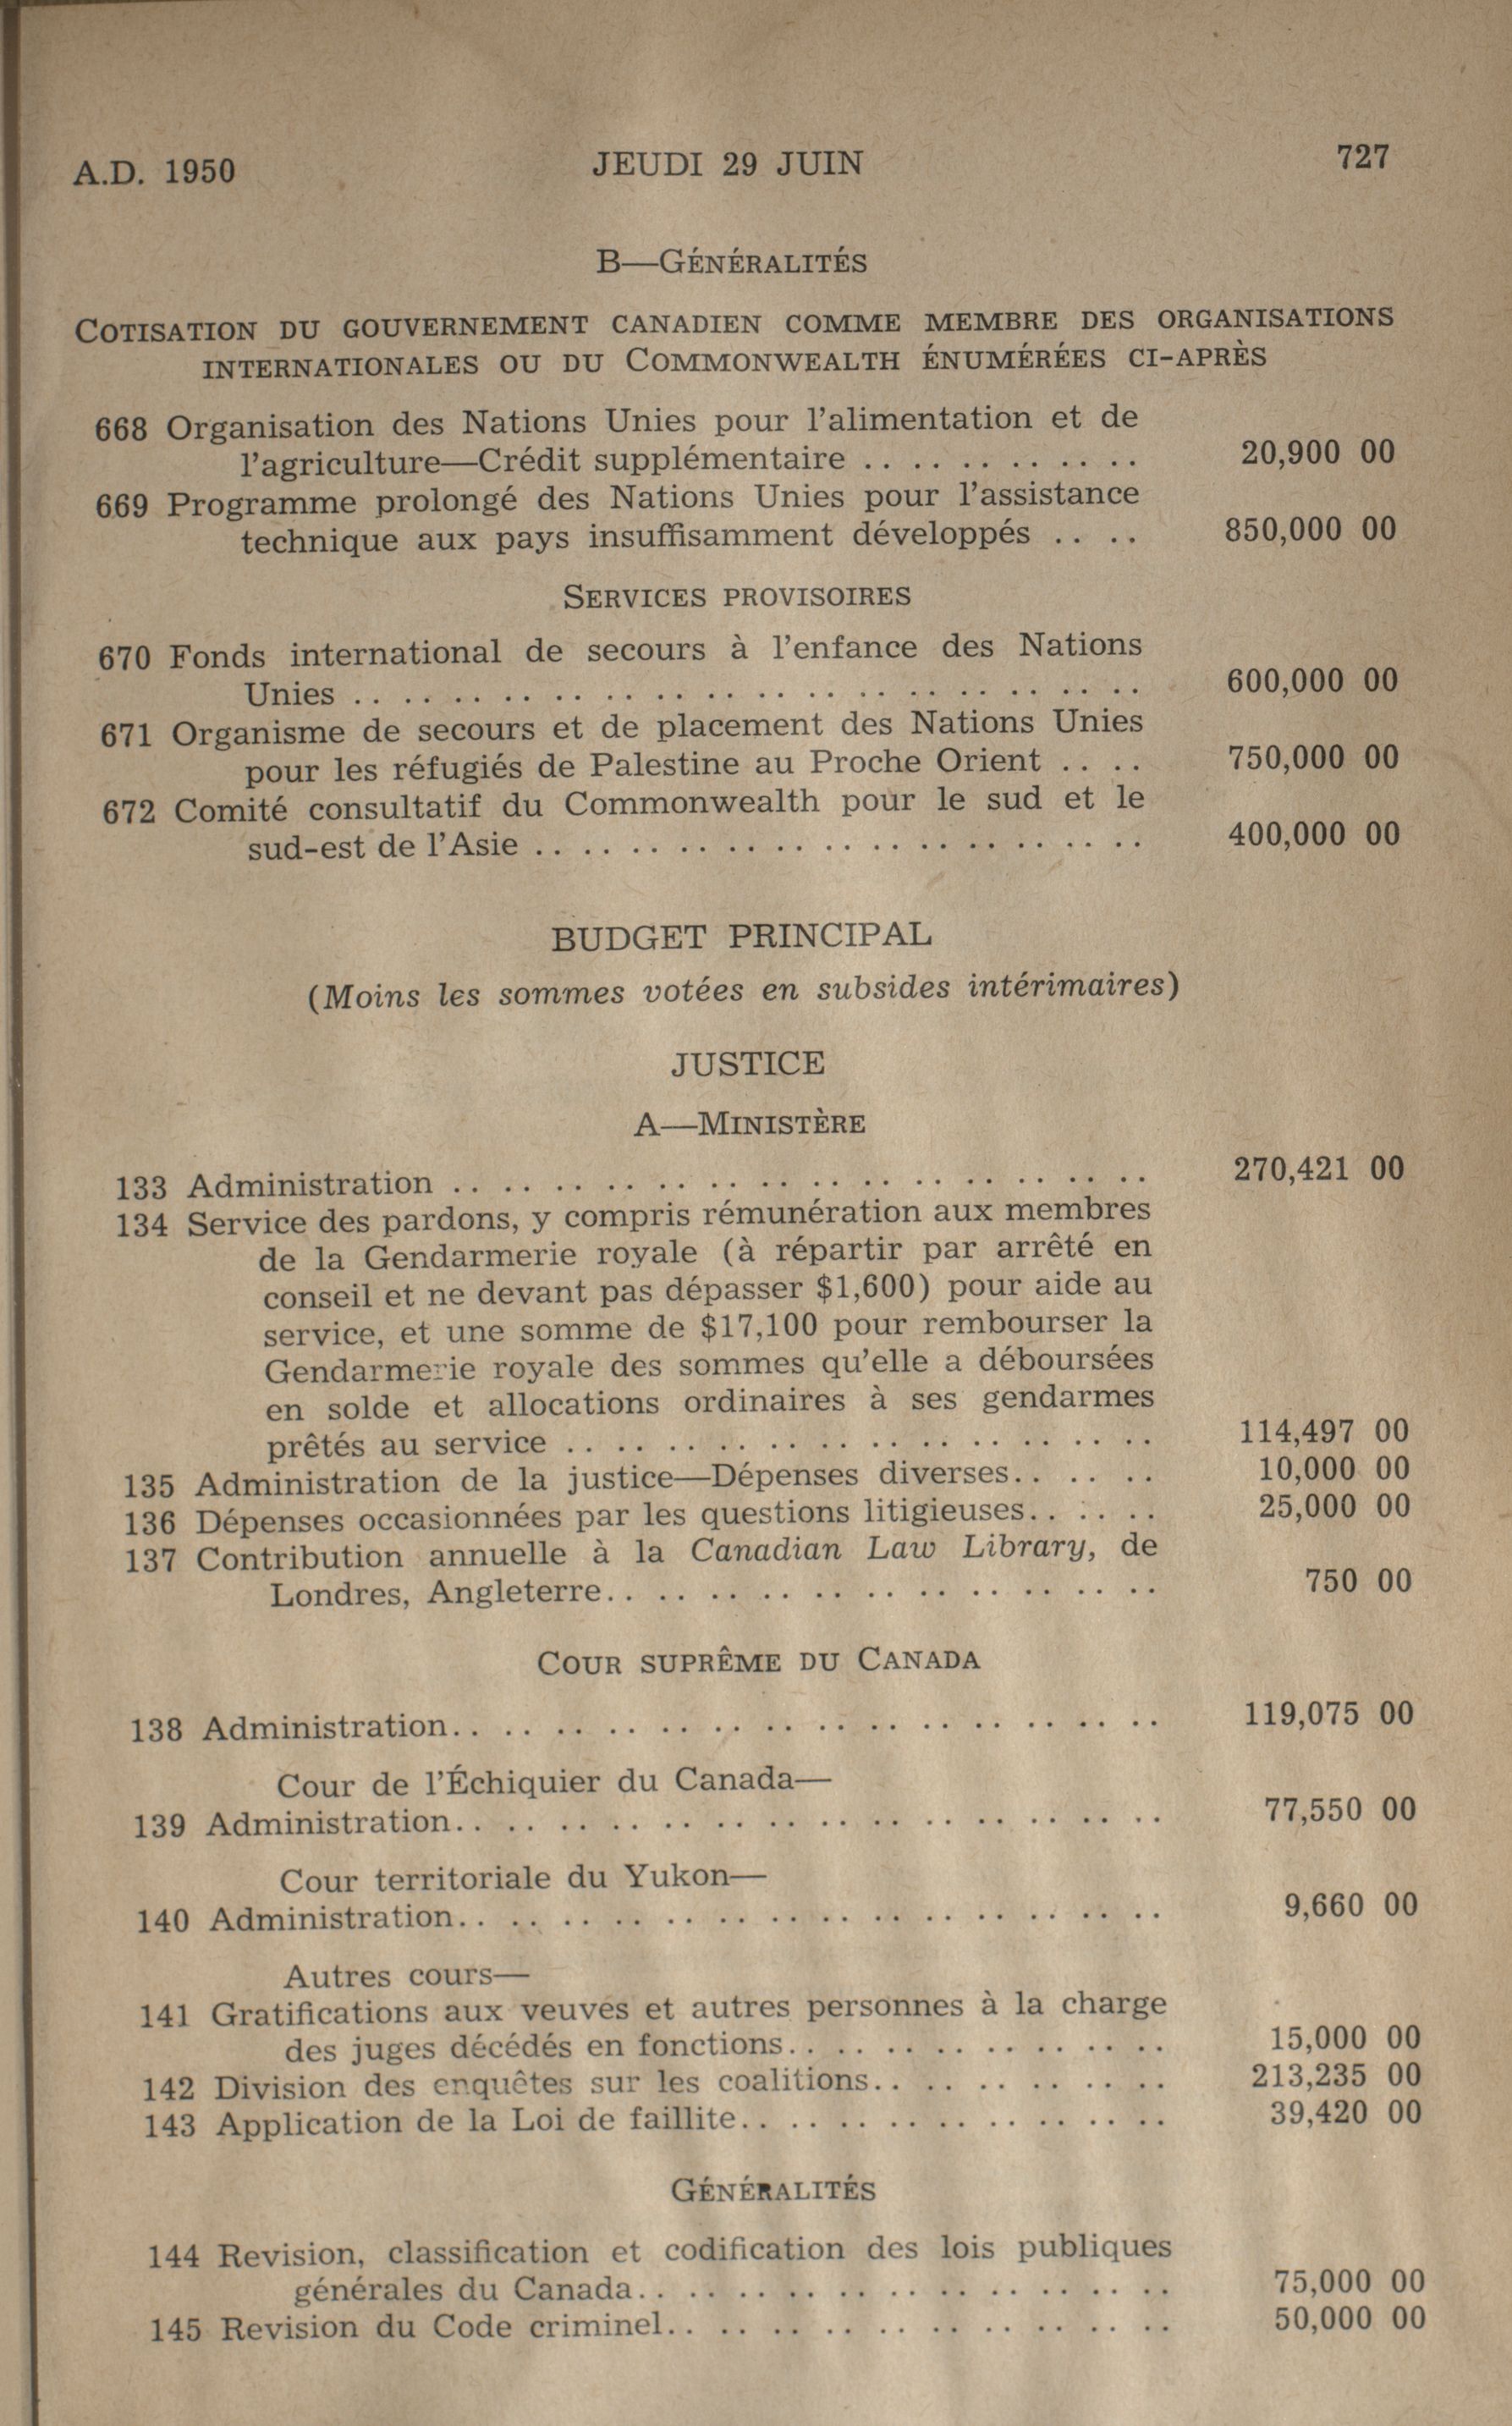 A.D. 1950 JEUDI 29 JUIN 727
B—GÉNÉRALITÉS
COTISATION DU GOUVERNEMENT CANADIEN COMME MEMBRE DES ORGANISATIONS
INTERNATIONALES OU DU COMMONWEALTH ÉNUMÉRÉES CI-APRÈS
668 Organisation des Nations Unies pour l'alimentation et de
l'agriculture—Crédit supplémentaire . . . . . . . . . . . . 20,900 00
669 Programme prolongé des Nations Unies pour l'assistance
technique aux pays insuffisamment développés . . . . 850,000 00
SERVICES PROVISOIRES
670 Fonds international de secours à l'enfance des Nations
Unies . . . . . . . . . . . . . . . . . . . . . . . . . . . . . . . . 600,000 00
671 Organisme de secours et de placement des Nations Unies
pour les réfugiés de Palestine au Proche Orient . . . . 750,000 00
672 Comité consultatif du Commonwealth pour le sud et le
sud-est de l'Asie . . . . . . . . . . . . . . . . . . . . . . . . . . 400,000 00
BUDGET PRINCIPAL
(Moins les sommes votées en subsides intérimaires)
JUSTICE
A—MINISTÈRE
133 Administration . . . . . . . . . . . . . . . . . . . . . . . . . . . . 270,421 00
134 Service des pardons, y compris rémunération aux membres
de la Gendarmerie royale (à répartir par arrêté en
conseil et ne devant pas dépasser $1,600) pour aide au
service, et une somme de $17,100 pour rembourser la
Gendarmerie royale des sommes qu'elle a déboursées
en solde et allocations ordinaires à ses gendarmes
prêtés au service . . . . . . . . . . . . . . . . . . . . . . . . 114,497 00
135 Administration de la justice—Dépenses diverses. . . . . . 10,000 00
136 Dépenses occasionnées par les questions litigieuses. . . . . . 25,000 00
137 Contribution annuelle à la Canadian Law Library, de
Londres, Angleterre. . . . . . . . . . . . . . . . . . . . . . 750 00
COUR SUPRÊME DU CANADA
138 Administration. . . . . . . . . . . . . . . . . . . . . . . . . . . . 119,075 00
Cour de l'Échiquier du Canada—
139 Administration. . . . . . . . . . . . . . . . . . . . . . . . . . . . 77,550 00
Cour territoriale du Yukon—
140 Administration. . . . . . . . . . . . . . . . . . . . . . . . . . . . 9,660 00
Autres cours—
141 Gratifications aux veuves et autres personnes à la charge
des juges décédés en fonctions. . . . . . . . . . . . . . . . 15,000 00
142 Division des enquêtes sur les coalitions. . . . . . . . . . . . 213,235 00
143 Application de la Loi de faillite. . . . . . . . . . . . . . . . . . 39,420 00
GÉNÉRALITÉS
144 Revision, classification et codification des lois publiques
générales du Canada. . . . . . . . . . . . . . . . . . . . . . 75,000 00
145 Revision du Code criminel. . . . . . . . . . . . . . . . . . . . 50,000 00